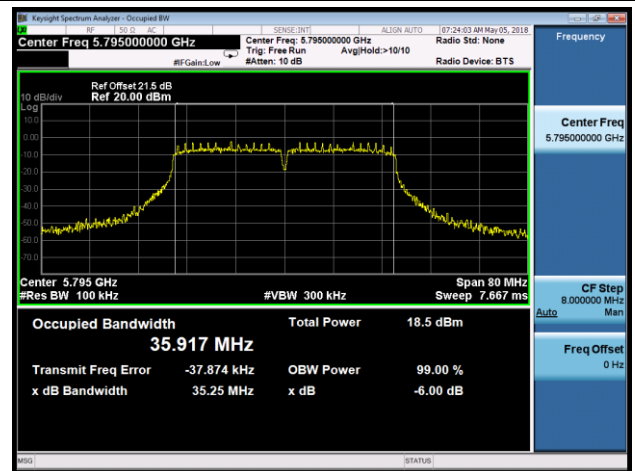 Keysight Spectrum Analyzer - Occupied BW
RF 50 Ω AC SENSE:INT ALIGN AUTO 07:24:03 AM May 05, 2018
Center Freq 5.795000000 GHz Center Freq: 5.795000000 GHz Radio Std: None Frequency
Trig: Free Run Avg|Hold:>10/10
#IFGain:Low #Atten: 10 dB Radio Device: BTS
Ref Offset 21.5 dB
10 dB/div Ref 20.00 dBm
Log
10.0
0.00
-10.0
-20.0
-30.0
-40.0
-50.0
-60.0
-70.0
Center Freq
5.795000000 GHz
Center 5.795 GHz Span 80 MHz
#Res BW 100 kHz #VBW 300 kHz Sweep 7.667 ms
CF Step
8.000000 MHz
Auto Man
Occupied Bandwidth Total Power 18.5 dBm
35.917 MHz
Freq Offset
0 Hz
Transmit Freq Error -37.874 kHz OBW Power 99.00 %
x dB Bandwidth 35.25 MHz x dB -6.00 dB
MSG STATUS